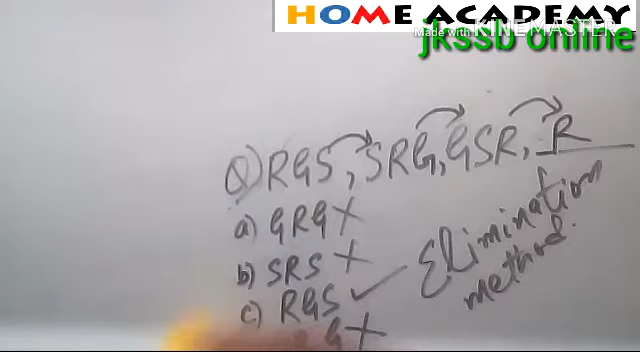 HOME ACADEMY
Made with KINEMASTER
jkssb online
Q) RGS, SRG, GSR, R
a) GRG ×
b) SRS ×
c) RGS ✓
G ×
Elimination
method.